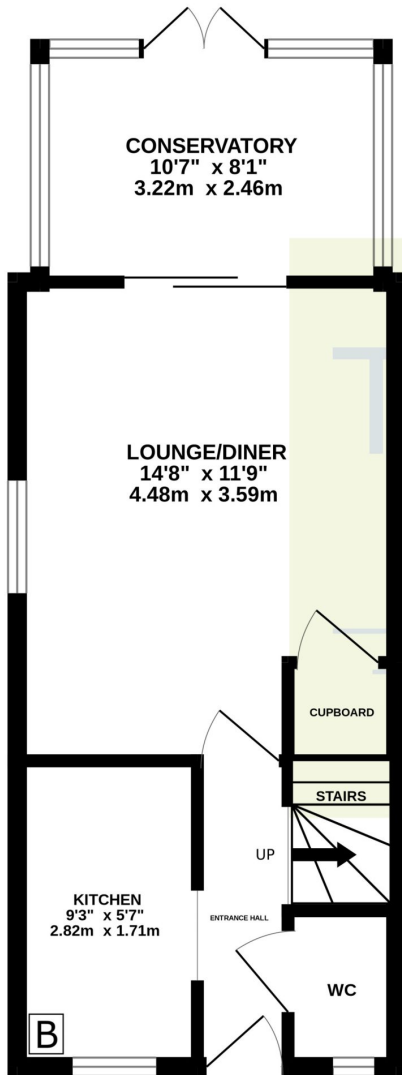 CONSERVATORY
10'7" x 8'1"
3.22m x 2.46m
LOUNGE/DINER
14'8" x 11'9"
4.48m x 3.59m
CUPBOARD
STAIRS
UP
KITCHEN
9'3" x 5'7"
2.82m x 1.71m
ENTRANCE HALL
WC
B